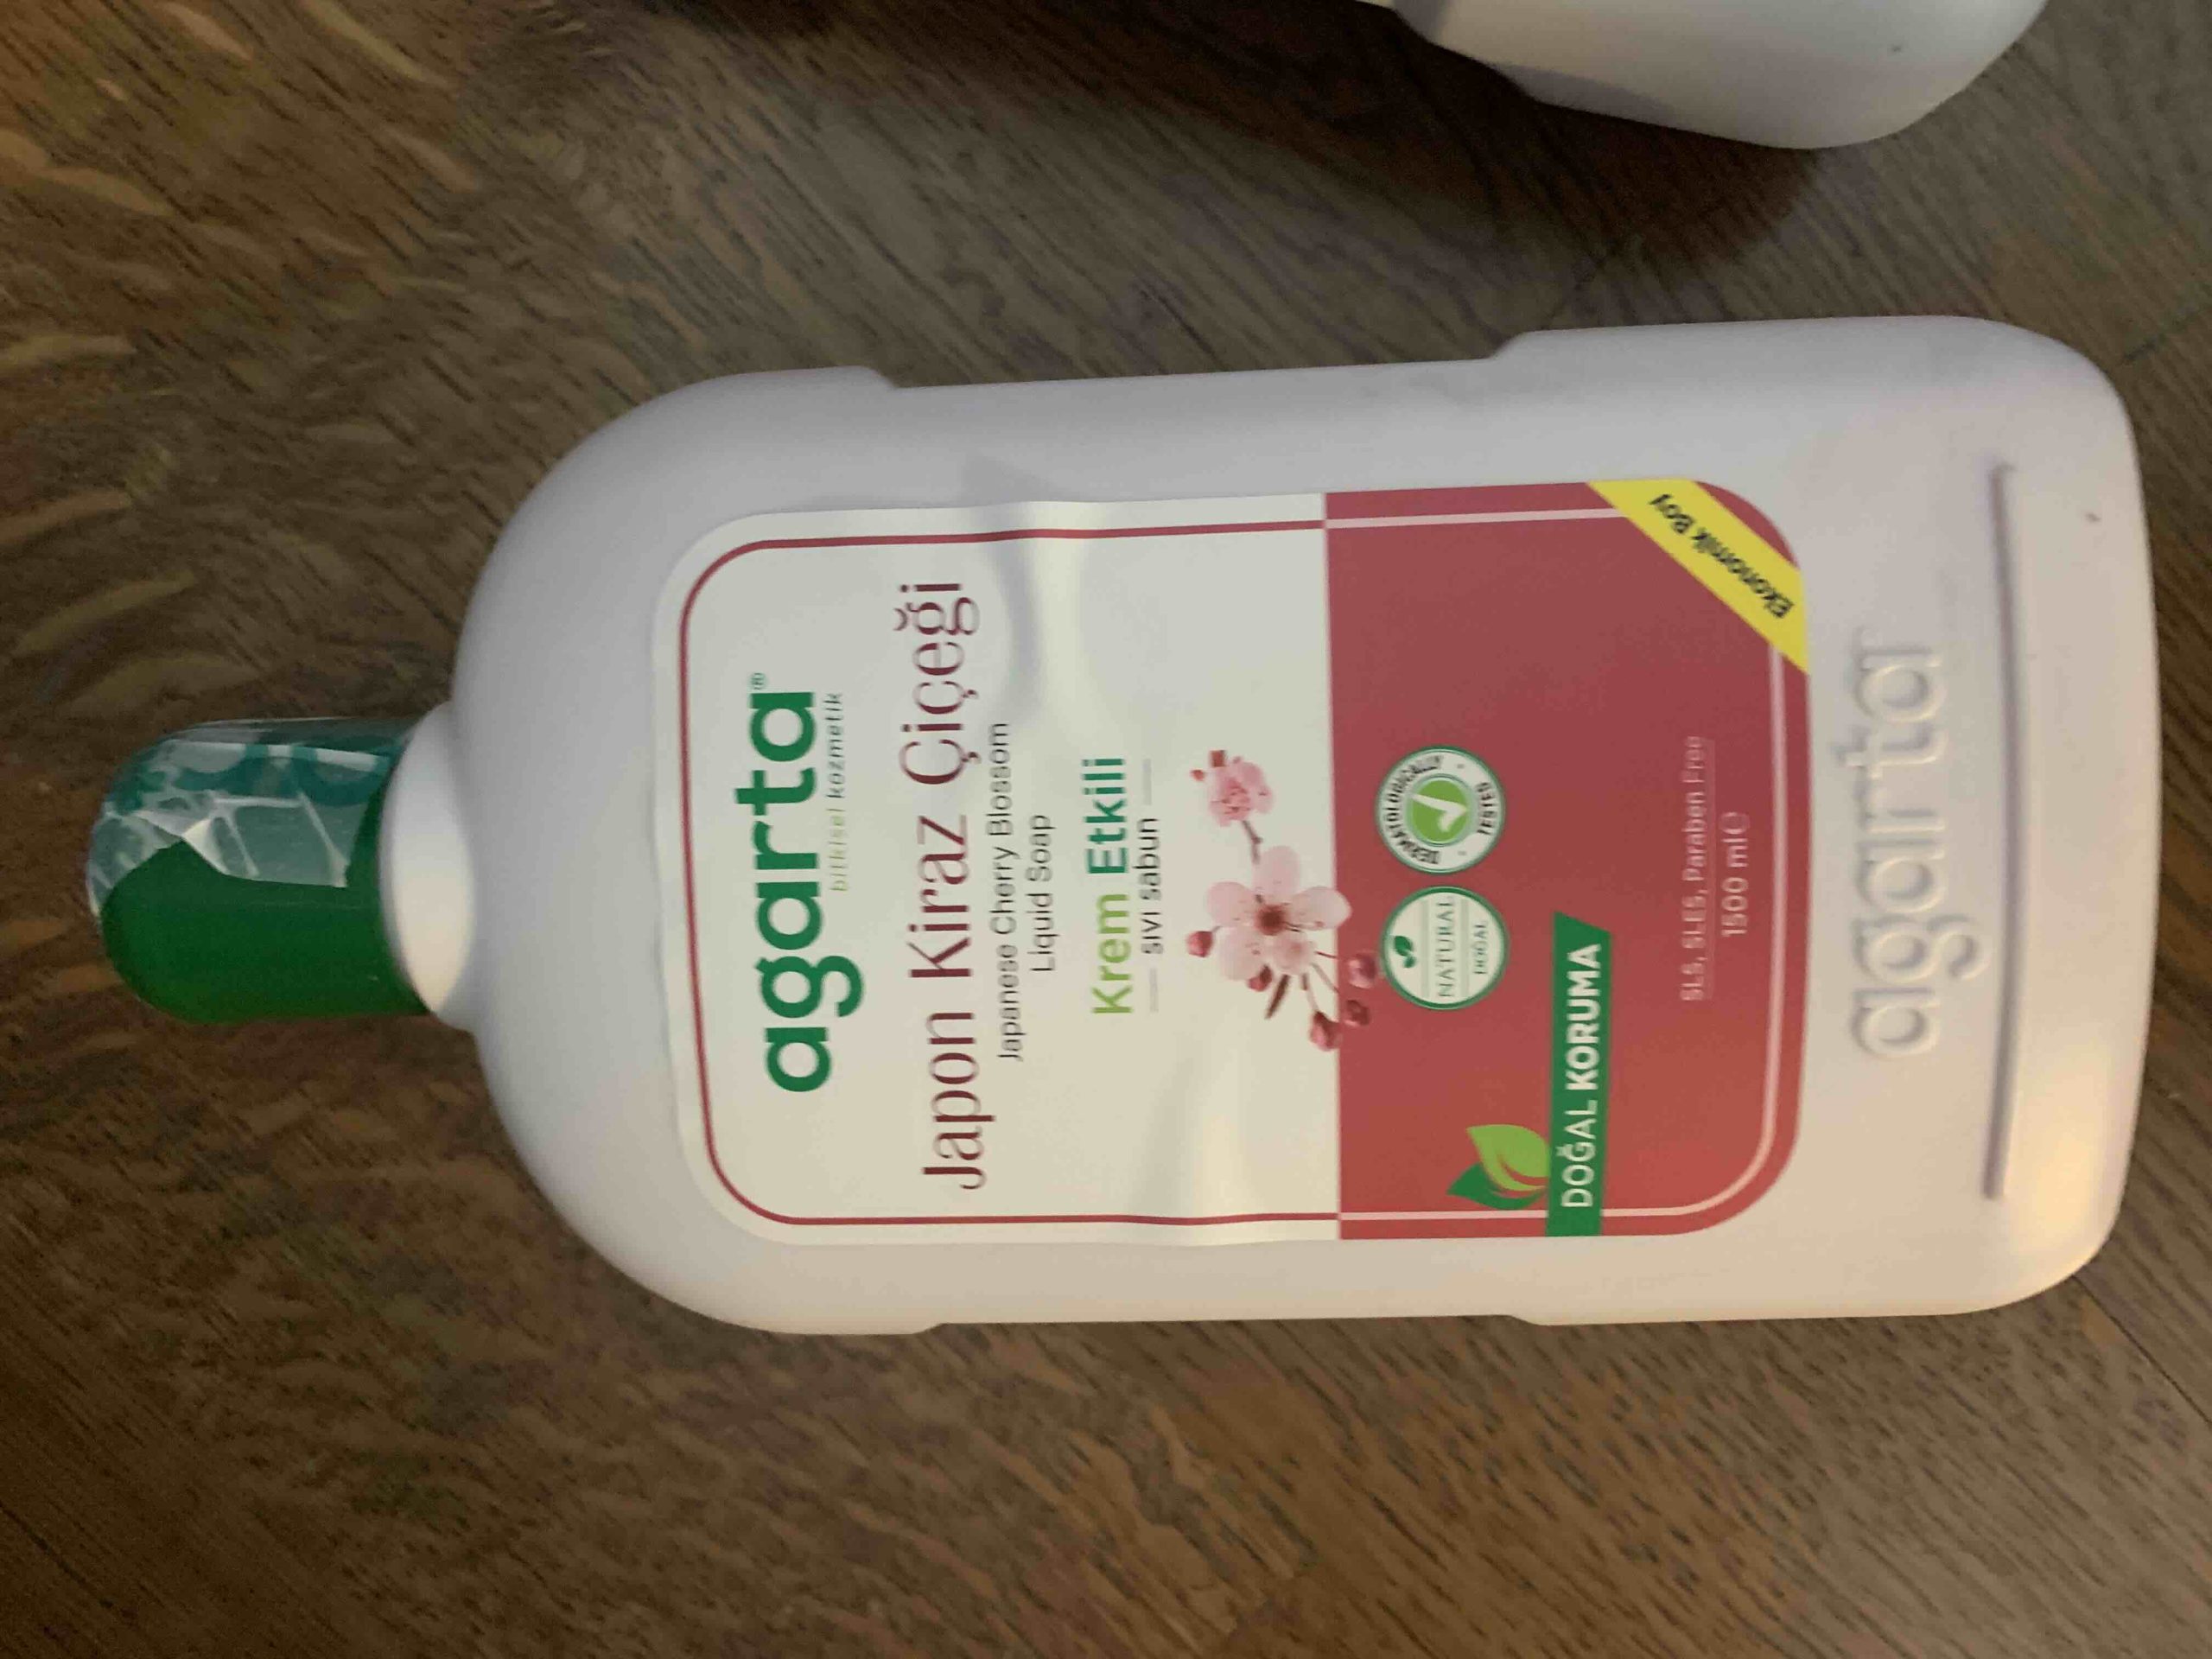 agarta®
bitkisel kozmetik
Japon Kiraz Çiçeği
Japanese Cherry Blossom
Liquid Soap
Krem Etkili
sıvı sabun
NATURAL
DOĞAL
DERMATOLOGICALLY
TESTED
DOĞAL KORUMA
SLS, SLES, Paraben Free
1500 ml℮
Ekonomik Boy
agarta